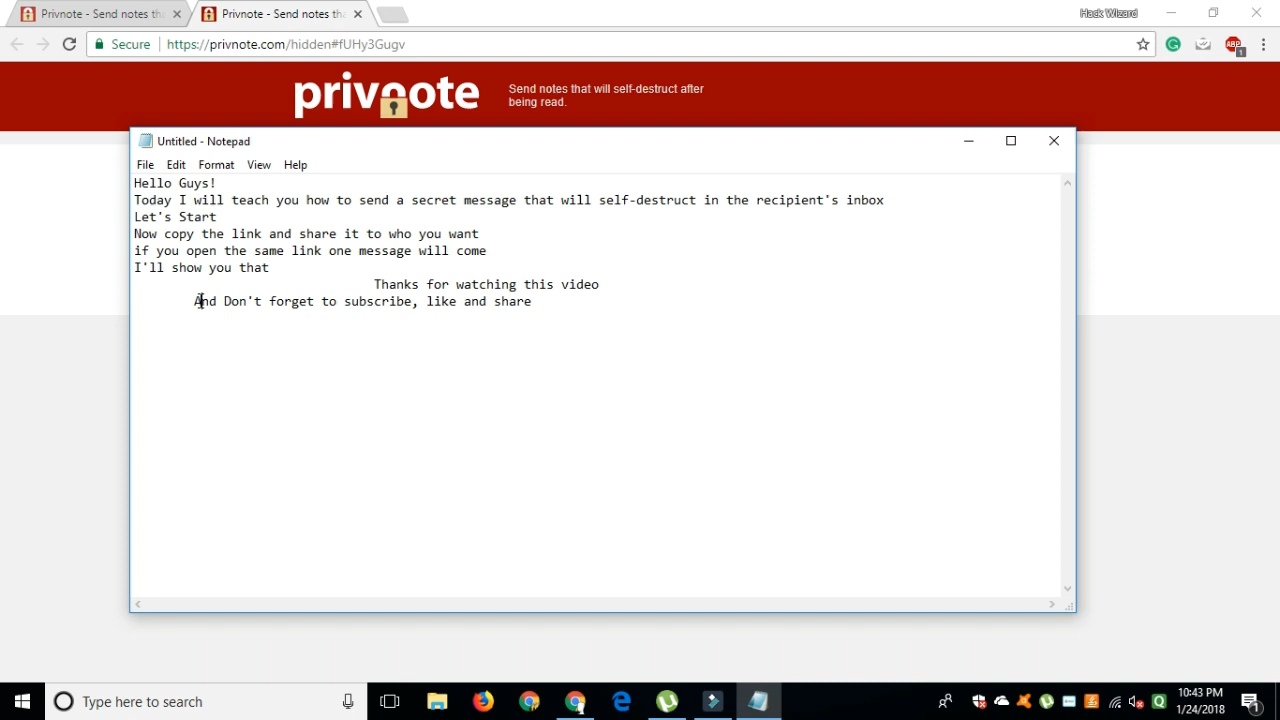 Privnote - Send notes tha
Privnote - Send notes tha
Hack Wizard
Secure
https://privnote.com/hidden#fUHy3Gugv
ABP
1
privnote
Send notes that will self-destruct after
being read.
Untitled - Notepad
File Edit Format View Help
Hello Guys!
Today I will teach you how to send a secret message that will self-destruct in the recipient's inbox
Let's Start
Now copy the link and share it to who you want
if you open the same link one message will come
I'll show you that
Thanks for watching this video
And Don't forget to subscribe, like and share
Type here to search
10:43 PM
1/24/2018
1